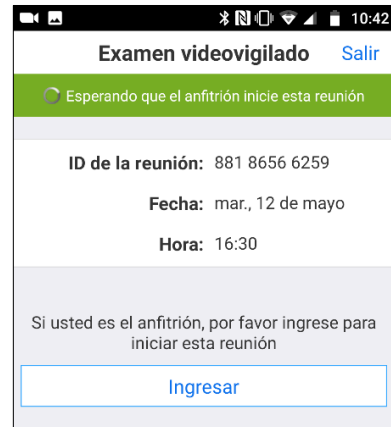 10:42
Examen videovigilado Salir
Esperando que el anfitrión inicie esta reunión
ID de la reunión: 881 8656 6259
Fecha: mar., 12 de mayo
Hora: 16:30
Si usted es el anfitrión, por favor ingrese para
iniciar esta reunión
Ingresar